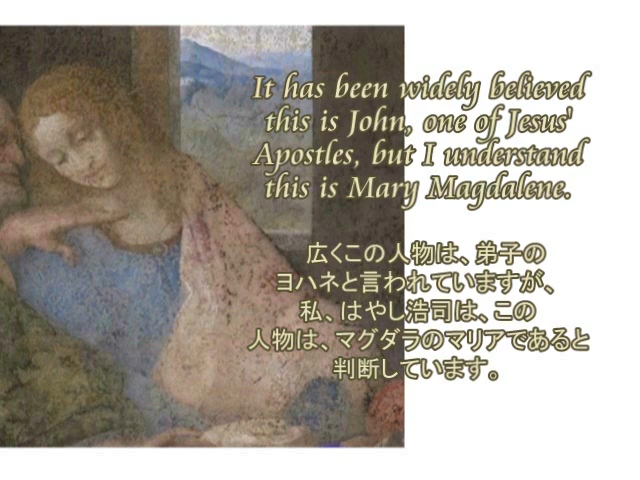 It has been widely believed
this is John, one of Jesus'
Apostles, but I understand
this is Mary Magdalene.
広くこの人物は、弟子の
ヨハネと言われていますが、
私、はやし浩司は、この
人物は、マグダラのマリアであると
判断しています。